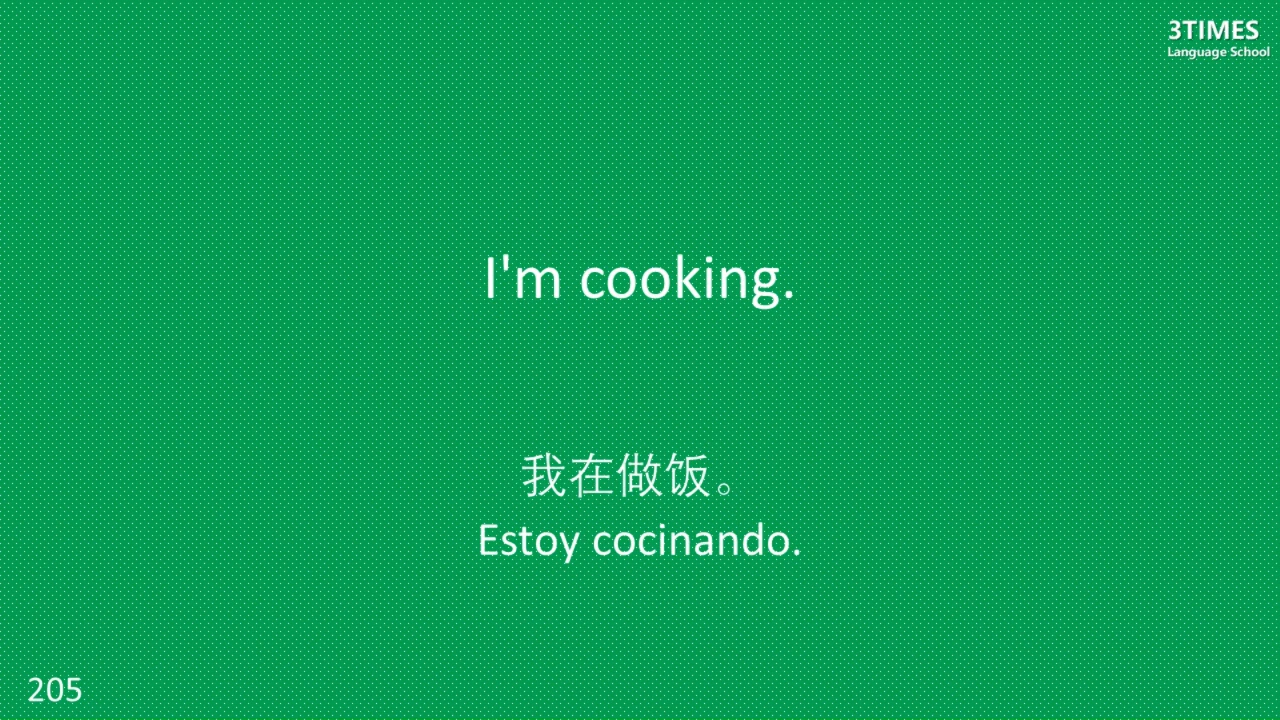 3TIMES
Language School
I'm cooking.
我在做饭。
Estoy cocinando.
205